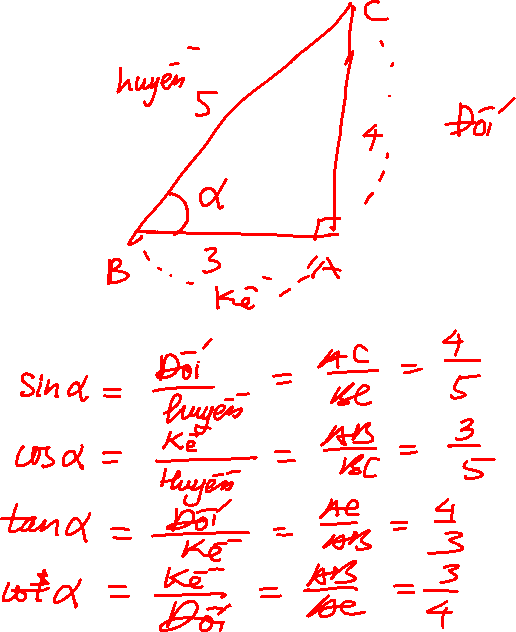 C
huyền
5
Đối
4
α
B
3
A
Kề
sin α = Đối / huyền = AC / BC = 4 / 5
cos α = Kề / Huyền = AB / BC = 3 / 5
tan α = Đối / Kề = AC / AB = 4 / 3
cot α = Kề / Đối = AB / AC = 3 / 4